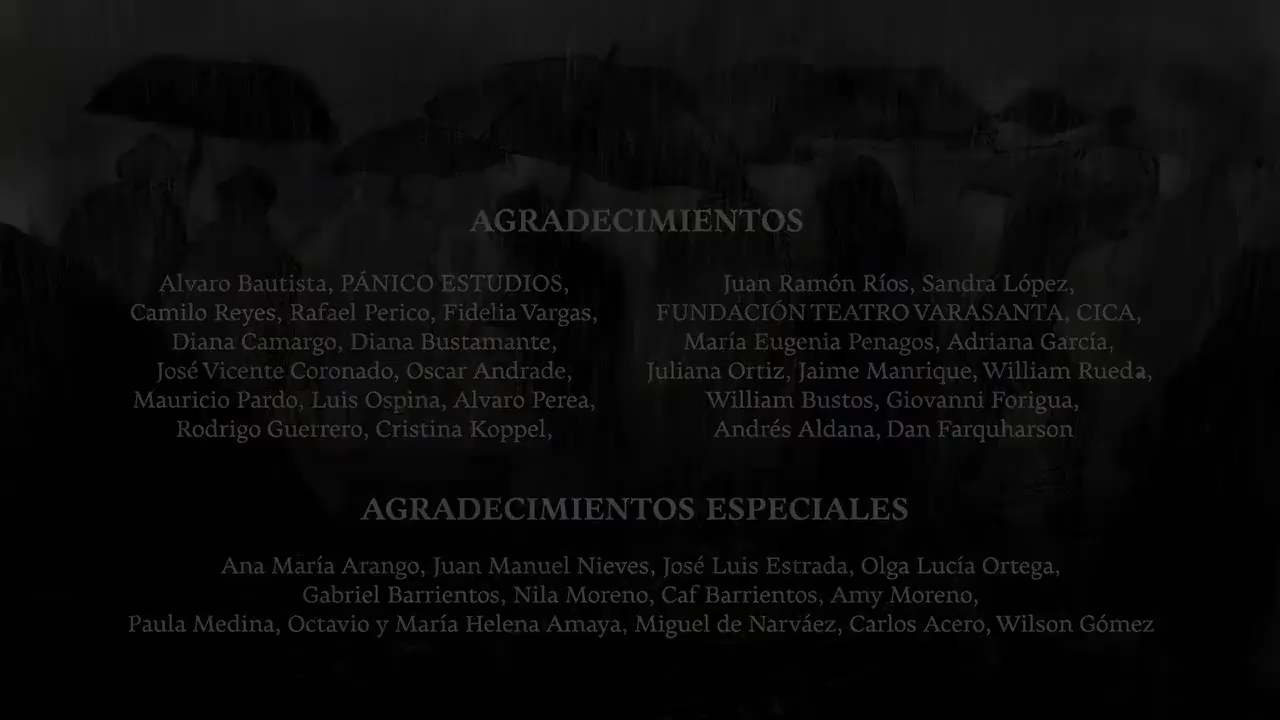 AGRADECIMIENTOS
Alvaro Bautista, PÁNICO ESTUDIOS,
Camilo Reyes, Rafael Perico, Fidelia Vargas,
Diana Camargo, Diana Bustamante,
José Vicente Coronado, Oscar Andrade,
Mauricio Pardo, Luis Ospina, Alvaro Perea,
Rodrigo Guerrero, Cristina Koppel,
Juan Ramón Ríos, Sandra López,
FUNDACIÓN TEATRO VARASANTA, CICA,
María Eugenia Penagos, Adriana García,
Juliana Ortiz, Jaime Manrique, William Rueda,
William Bustos, Giovanni Forigua,
Andrés Aldana, Dan Farquharson
AGRADECIMIENTOS ESPECIALES
Ana María Arango, Juan Manuel Nieves, José Luis Estrada, Olga Lucía Ortega,
Gabriel Barrientos, Nila Moreno, Caf Barrientos, Amy Moreno,
Paula Medina, Octavio y María Helena Amaya, Miguel de Narváez, Carlos Acero, Wilson Gómez